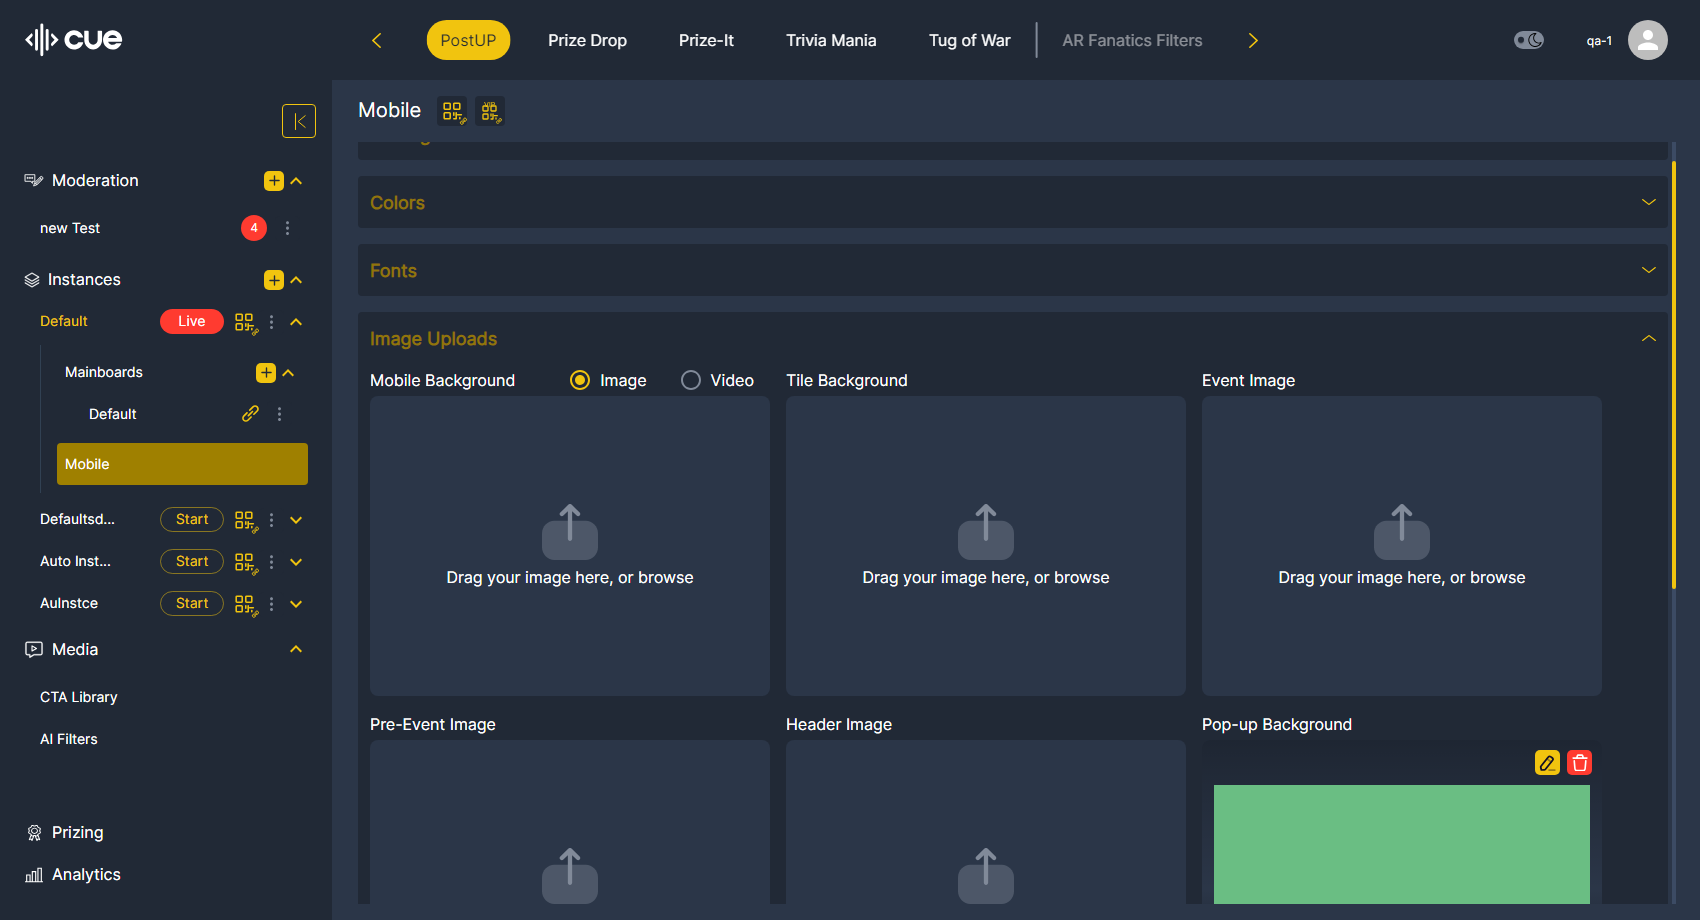 cue
PostUP
Prize Drop
Prize-It
Trivia Mania
Tug of War
AR Fanatics Filters
qa-1
Mobile
VIP
Moderation
new Test
4
Instances
Default
Live
Mainboards
Default
Mobile
Defaultsd...
Start
Auto Inst...
Start
AuInstce
Start
Media
CTA Library
AI Filters
Prizing
Analytics
Colors
Fonts
Image Uploads
Mobile Background
Image
Video
Tile Background
Event Image
Drag your image here, or browse
Drag your image here, or browse
Drag your image here, or browse
Pre-Event Image
Header Image
Pop-up Background